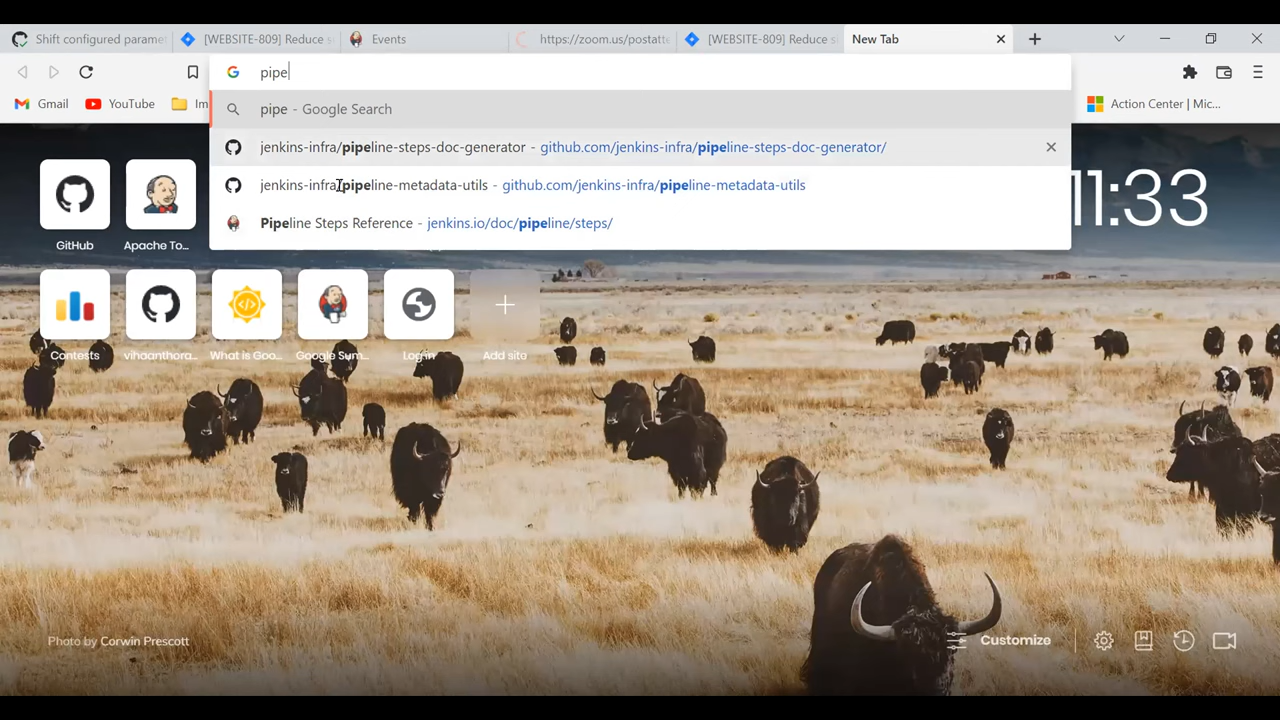 Shift configured parame
[WEBSITE-809] Reduce s
Events
https://zoom.us/postatte
[WEBSITE-809] Reduce s
New Tab
pipe
Gmail
YouTube
Im
Action Center | Mic...
pipe - Google Search
jenkins-infra/pipeline-steps-doc-generator - github.com/jenkins-infra/pipeline-steps-doc-generator/
jenkins-infra/pipeline-metadata-utils - github.com/jenkins-infra/pipeline-metadata-utils
Pipeline Steps Reference - jenkins.io/doc/pipeline/steps/
11:33
GitHub
Apache To...
Contests
vihaanthora...
What is Goo...
Google Sum...
Log in
Add site
Photo by Corwin Prescott
Customize